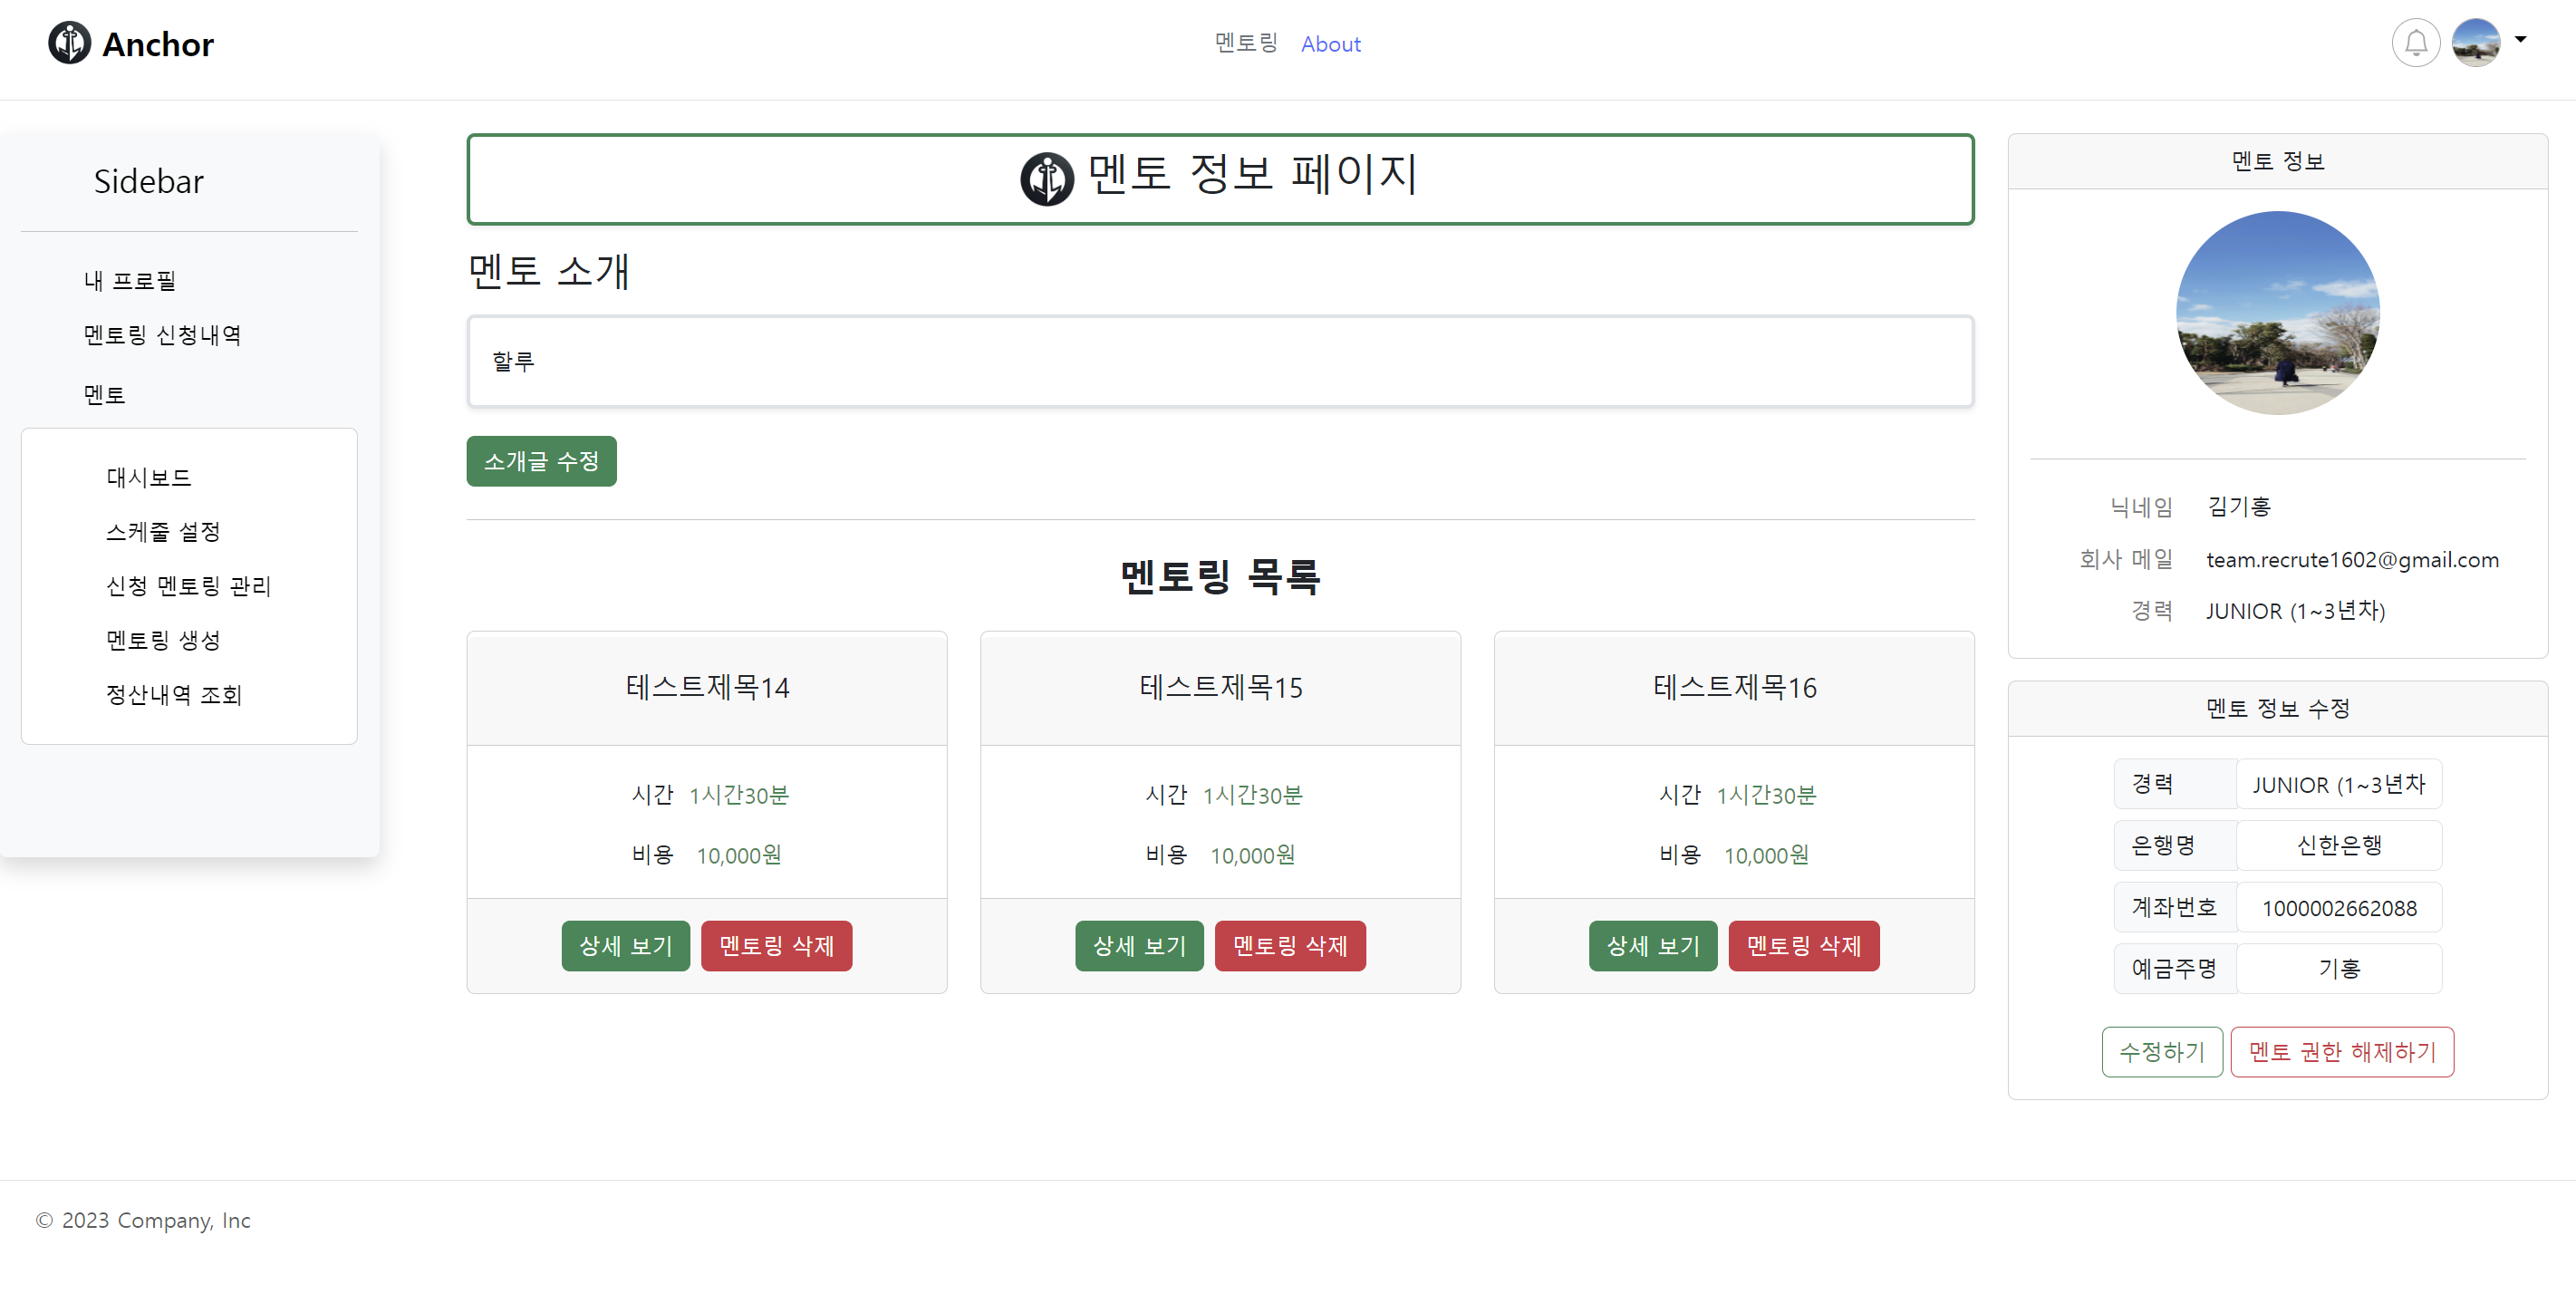 Anchor
멘토링 About
Sidebar
내 프로필
멘토링 신청내역
멘토
대시보드
스케줄 설정
신청 멘토링 관리
멘토링 생성
정산내역 조회
멘토 정보 페이지
멘토 소개
할루
소개글 수정
멘토링 목록
테스트제목14
시간 1시간30분
비용 10,000원
상세 보기 멘토링 삭제
테스트제목15
시간 1시간30분
비용 10,000원
상세 보기 멘토링 삭제
테스트제목16
시간 1시간30분
비용 10,000원
상세 보기 멘토링 삭제
멘토 정보
닉네임 김기홍
회사 메일 team.recrute1602@gmail.com
경력 JUNIOR (1~3년차)
멘토 정보 수정
경력 JUNIOR (1~3년차
은행명 신한은행
계좌번호 1000002662088
예금주명 기홍
수정하기 멘토 권한 해제하기
© 2023 Company, Inc